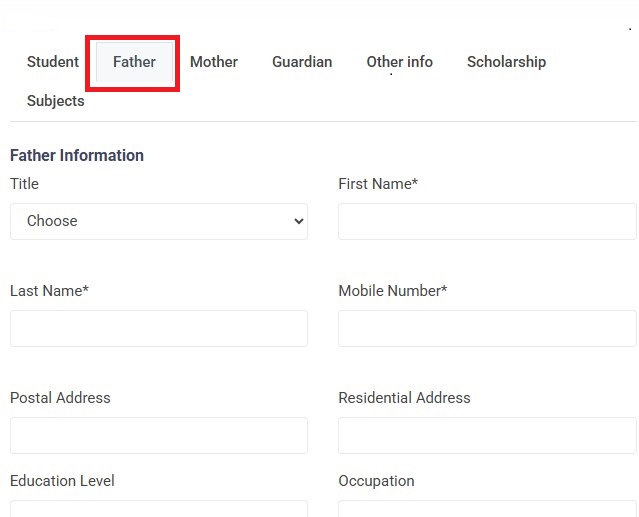 Student Father Mother Guardian Other info Scholarship
Subjects
Father Information
Title First Name*
Choose
Last Name* Mobile Number*
Postal Address Residential Address
Education Level Occupation